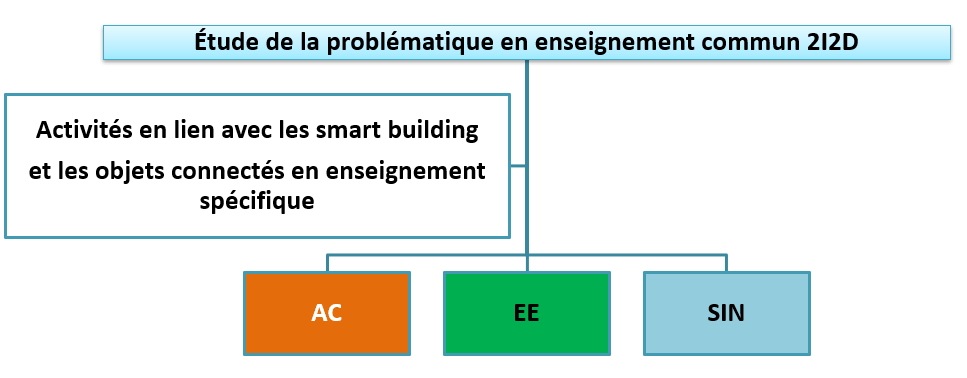 Étude de la problématique en enseignement commun 2I2D
Activités en lien avec les smart building
et les objets connectés en enseignement
spécifique
AC
EE
SIN